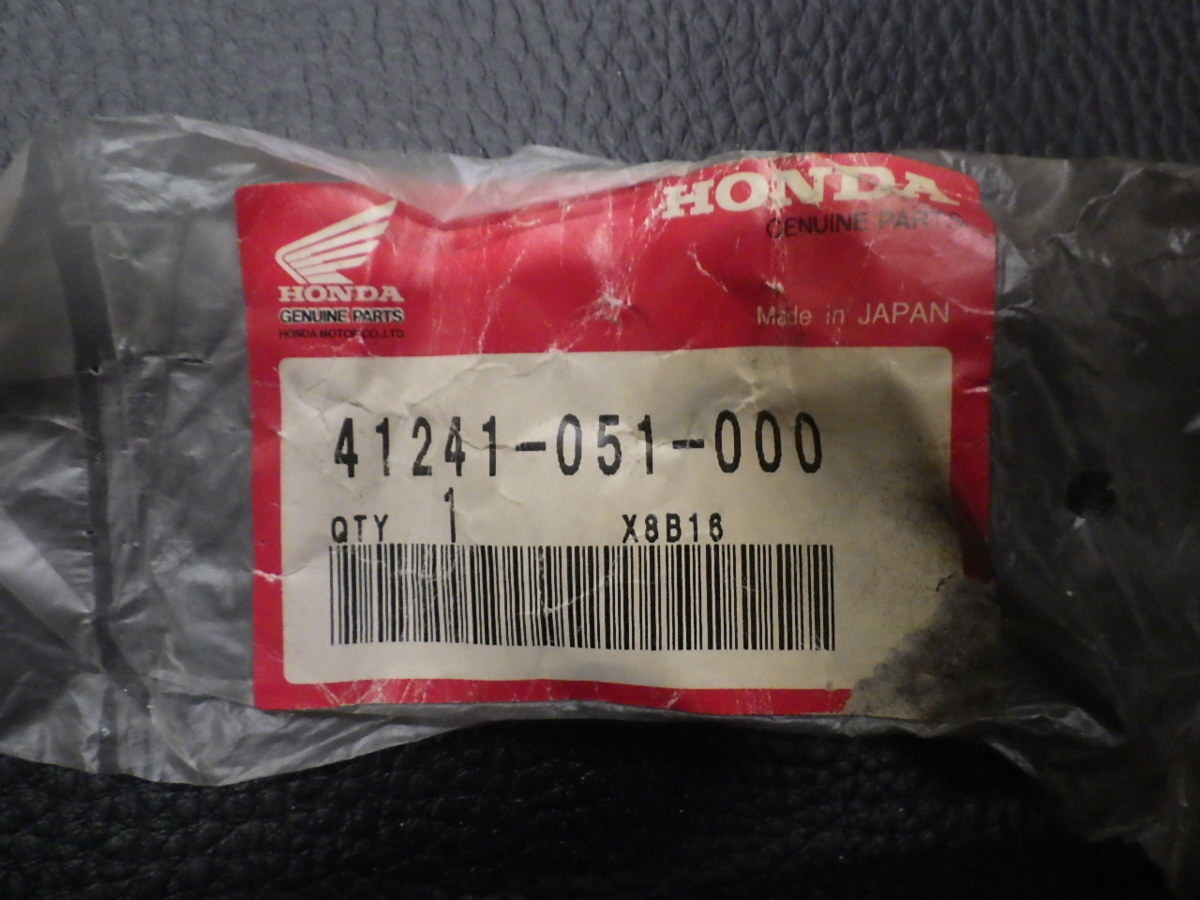 HONDA
GENUINE PARTS
HONDA
GENUINE PARTS
HONDA MOTOR CO.,LTD.
Made in JAPAN
41241-051-000
QTY 1 X8B16